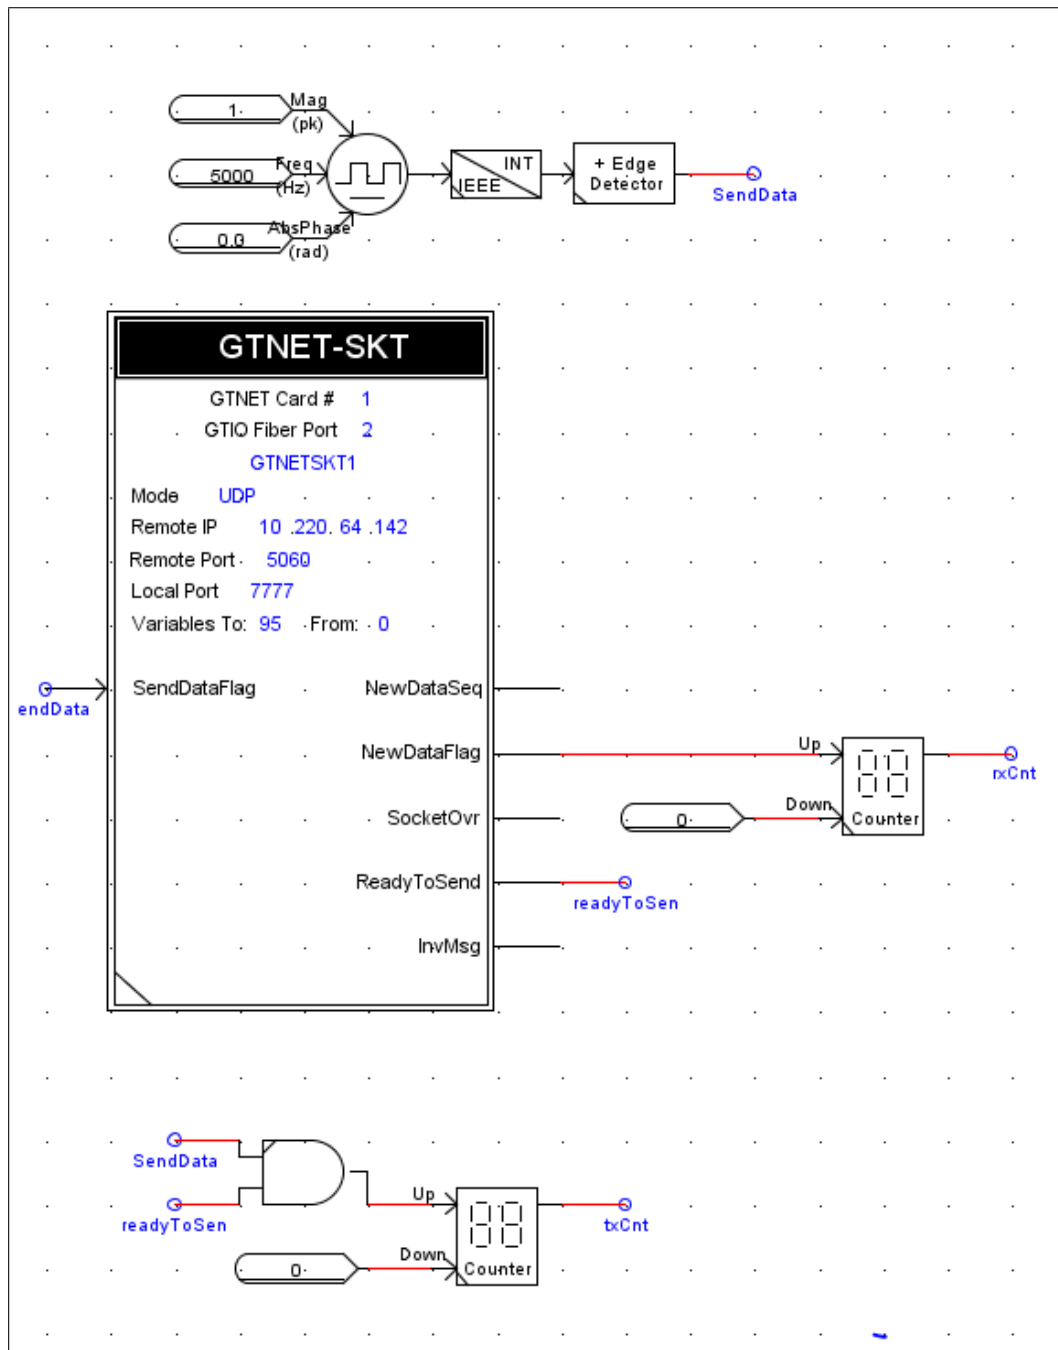 Mag
1
(pk)
Freq
5000
(Hz)
AbsPhase
0.0
(rad)
INT
IEEE
+ Edge
Detector
SendData
GTNET-SKT
GTNET Card # 1
GTIO Fiber Port 2
GTNETSKT1
Mode UDP
Remote IP 10 .220. 64 .142
Remote Port 5060
Local Port 7777
Variables To: 95 From: 0
endData
SendDataFlag
NewDataSeq
NewDataFlag
SocketOvr
ReadyToSend
InvMsg
Up
Down
0
Counter
rxCnt
readyToSen
SendData
readyToSen
Up
Down
0
Counter
txCnt